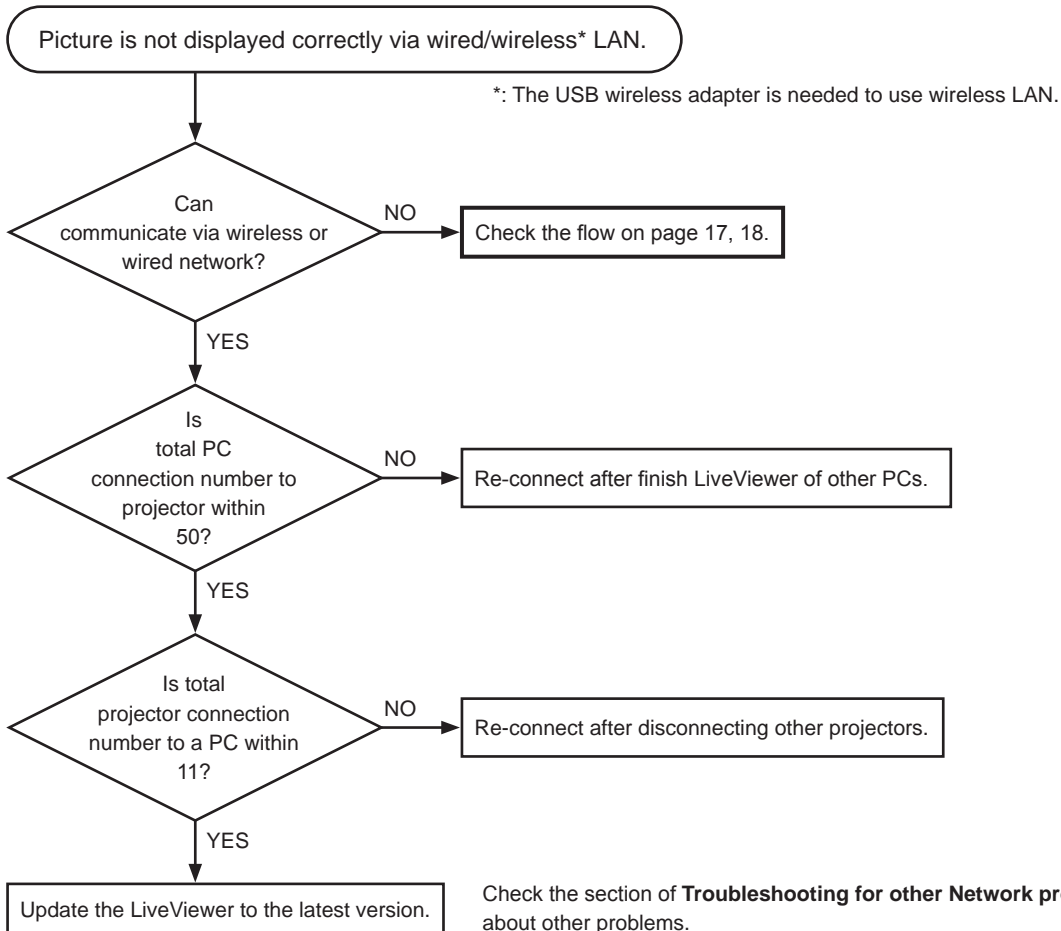 Picture is not displayed correctly via wired/wireless* LAN.
*: The USB wireless adapter is needed to use wireless LAN.
Can
communicate via wireless or
wired network?
NO
Check the flow on page 17, 18.
YES
Is
total PC
connection number to
projector within
50?
NO
Re-connect after finish LiveViewer of other PCs.
YES
Is total
projector connection
number to a PC within
11?
NO
Re-connect after disconnecting other projectors.
YES
Update the LiveViewer to the latest version.
Check the section of Troubleshooting for other Network
about other problems.